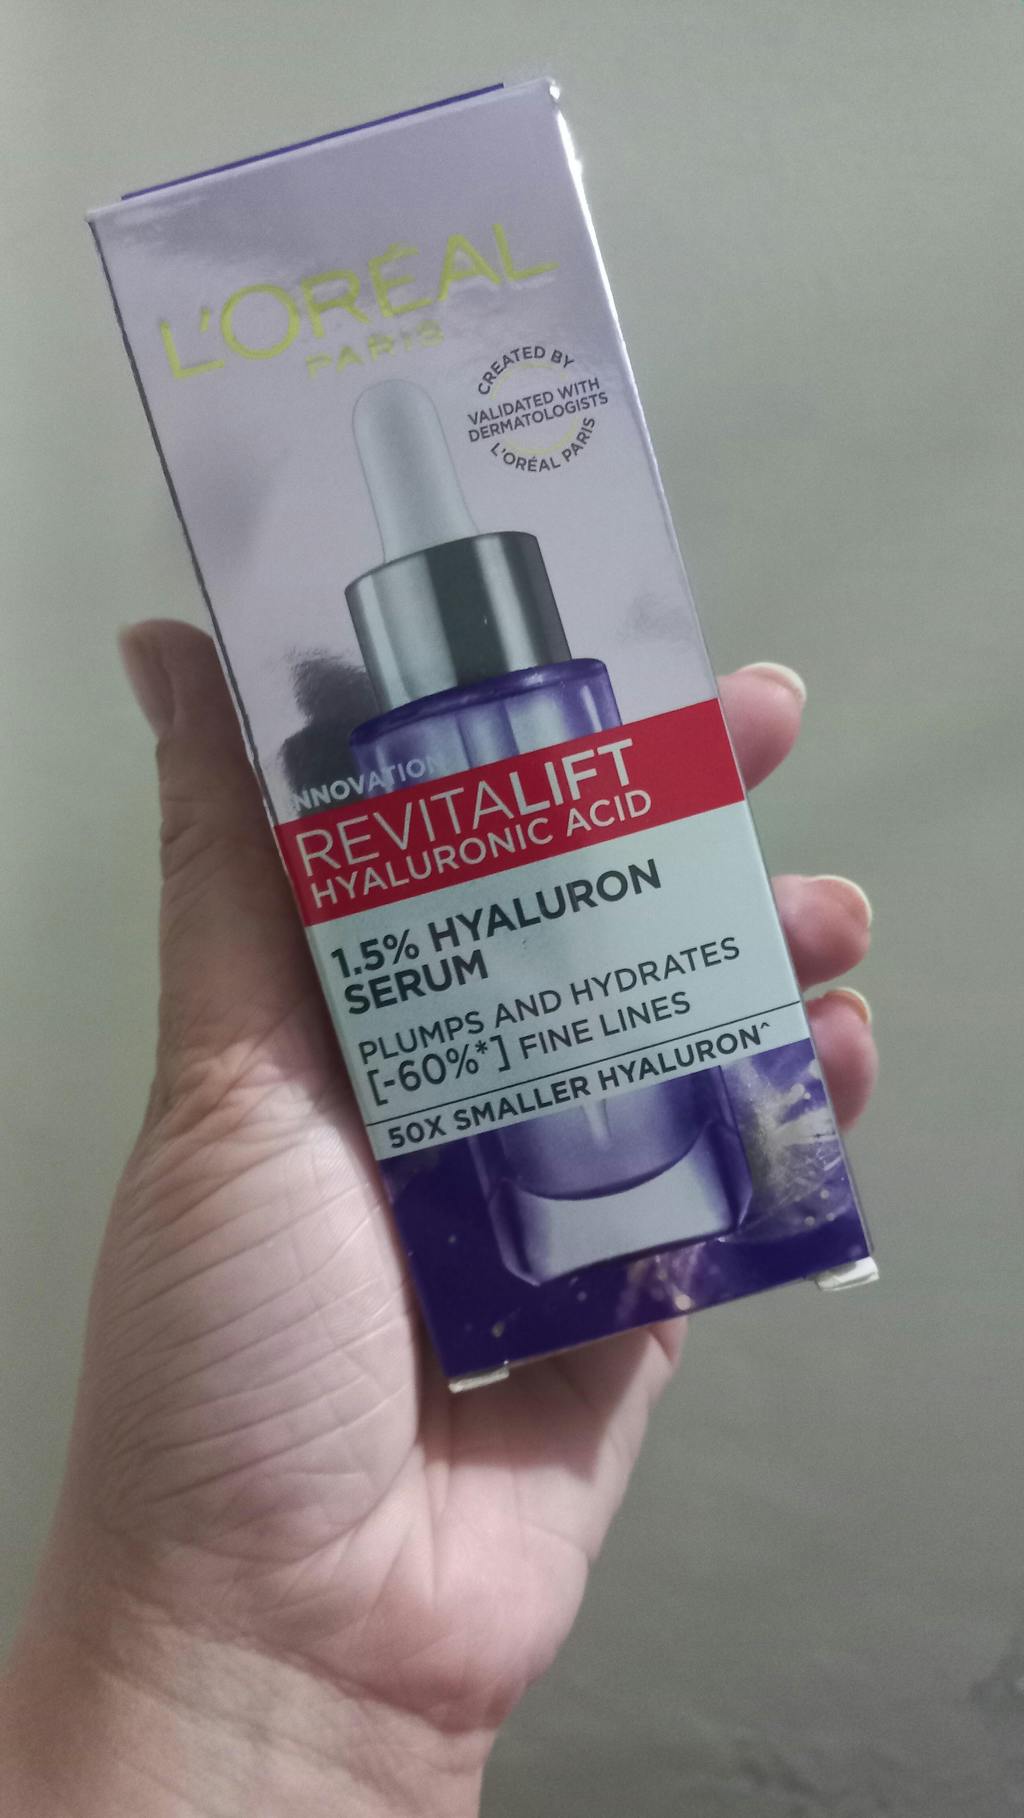 L'ORÉAL
PARIS
CREATED BY
VALIDATED WITH
DERMATOLOGISTS
L'ORÉAL PARIS
INNOVATION
REVITALIFT
HYALURONIC ACID
1.5% HYALURON
SERUM
PLUMPS AND HYDRATES
[-60%*] FINE LINES
50X SMALLER HYALURON^